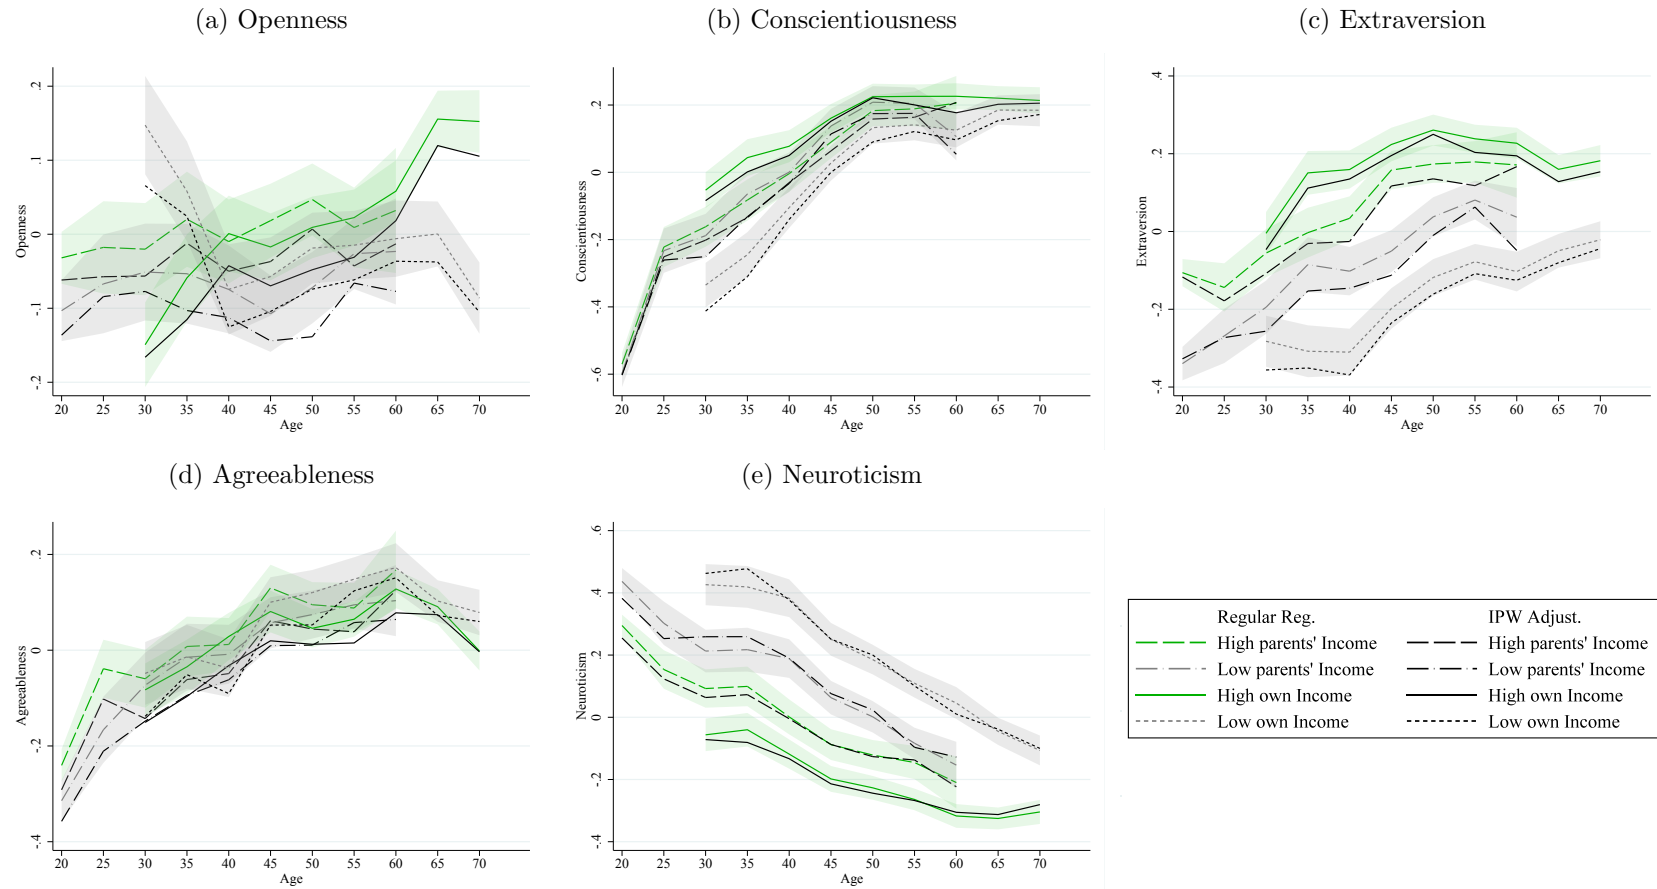 (a) Openness
.2
.1
0
-.1
-.2
Openness
20 25 30 35 40 45 50 55 60 65 70
Age
(b) Conscientiousness
.2
0
-.2
-.4
-.6
Conscientiousness
20 25 30 35 40 45 50 55 60 65 70
Age
(c) Extraversion
.4
.2
0
-.2
-.4
Extraversion
20 25 30 35 40 45 50 55 60 65 70
Age
(d) Agreeableness
.2
0
-.2
-.4
Agreeableness
20 25 30 35 40 45 50 55 60 65 70
Age
(e) Neuroticism
.6
.4
.2
0
-.2
-.4
Neuroticism
20 25 30 35 40 45 50 55 60 65 70
Age
Regular Reg. IPW Adjust.
High parents' Income High parents' Income
Low parents' Income Low parents' Income
High own Income High own Income
Low own Income Low own Income